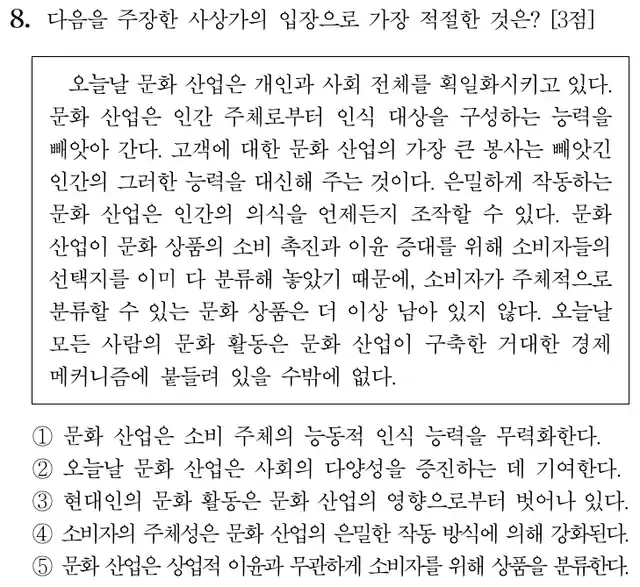 8. 다음을 주장한 사상가의 입장으로 가장 적절한 것은? [3점]
오늘날 문화 산업은 개인과 사회 전체를 획일화시키고 있다.
문화 산업은 인간 주체로부터 인식 대상을 구성하는 능력을
빼앗아 간다. 고객에 대한 문화 산업의 가장 큰 봉사는 빼앗긴
인간의 그러한 능력을 대신해 주는 것이다. 은밀하게 작동하는
문화 산업은 인간의 의식을 언제든지 조작할 수 있다. 문화
산업이 문화 상품의 소비 촉진과 이윤 증대를 위해 소비자들의
선택지를 이미 다 분류해 놓았기 때문에, 소비자가 주체적으로
분류할 수 있는 문화 상품은 더 이상 남아 있지 않다. 오늘날
모든 사람의 문화 활동은 문화 산업이 구축한 거대한 경제
메커니즘에 붙들려 있을 수밖에 없다.
① 문화 산업은 소비 주체의 능동적 인식 능력을 무력화한다.
② 오늘날 문화 산업은 사회의 다양성을 증진하는 데 기여한다.
③ 현대인의 문화 활동은 문화 산업의 영향으로부터 벗어나 있다.
④ 소비자의 주체성은 문화 산업의 은밀한 작동 방식에 의해 강화된다.
⑤ 문화 산업은 상업적 이윤과 무관하게 소비자를 위해 상품을 분류한다.